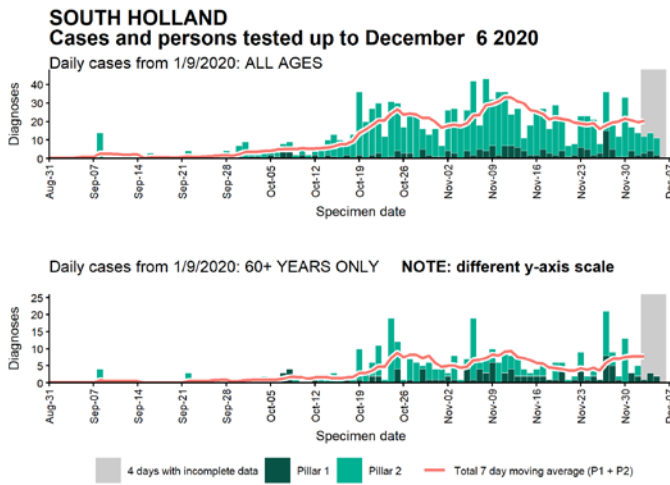 SOUTH HOLLAND
Cases and persons tested up to December 6 2020
Daily cases from 1/9/2020: ALL AGES
Diagnoses
40
30
20
10
0
Aug-31
Sep-07
Sep-14
Sep-21
Sep-28
Oct-05
Oct-12
Oct-19
Oct-26
Nov-02
Nov-09
Nov-16
Nov-23
Nov-30
Dec-07
Specimen date
Daily cases from 1/9/2020: 60+ YEARS ONLY NOTE: different y-axis scale
Diagnoses
25
20
15
10
5
0
Aug-31
Sep-07
Sep-14
Sep-21
Sep-28
Oct-05
Oct-12
Oct-19
Oct-26
Nov-02
Nov-09
Nov-16
Nov-23
Nov-30
Dec-07
Specimen date
4 days with incomplete data Pillar 1 Pillar 2 Total 7 day moving average (P1 + P2)